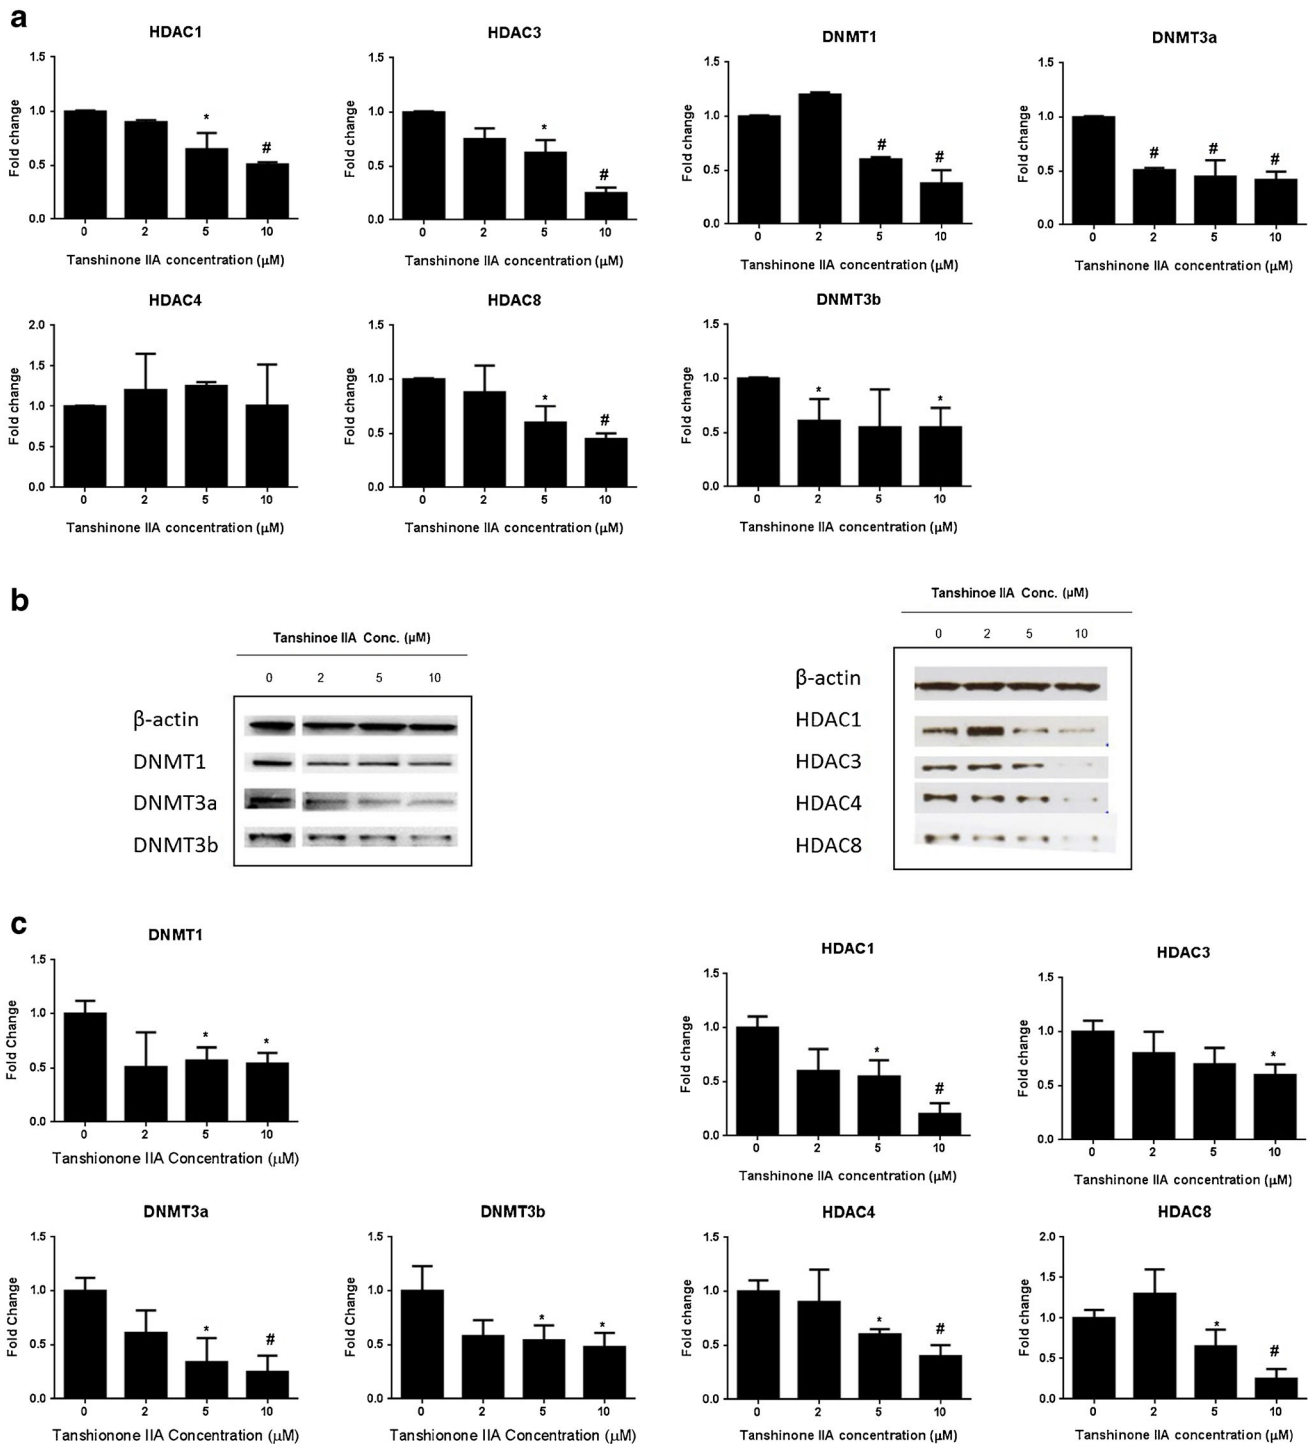 a
HDAC1
Fold change
1.5
1.0
0.5
0.0
*
#
0 2 5 10
Tanshinone IIA concentration (µM)
HDAC3
Fold change
1.5
1.0
0.5
0.0
*
#
0 2 5 10
Tanshinone IIA concentration (µM)
DNMT1
Fold change
1.5
1.0
0.5
0.0
#
#
0 2 5 10
Tanshinone IIA concentration (µM)
DNMT3a
Fold change
1.5
1.0
0.5
0.0
#
#
#
0 2 5 10
Tanshinone IIA concentration (µM)
HDAC4
Fold change
2.0
1.5
1.0
0.5
0.0
0 2 5 10
Tanshinone IIA concentration (µM)
HDAC8
Fold change
1.5
1.0
0.5
0.0
*
#
0 2 5 10
Tanshinone IIA concentration (µM)
DNMT3b
Fold change
1.5
1.0
0.5
0.0
*
*
0 2 5 10
Tanshinone IIA concentration (µM)
b
Tanshinoe IIA Conc. (µM)
0 2 5 10
β-actin
DNMT1
DNMT3a
DNMT3b
Tanshinoe IIA Conc. (µM)
0 2 5 10
β-actin
HDAC1
HDAC3
HDAC4
HDAC8
c
DNMT1
Fold Change
1.5
1.0
0.5
0.0
*
*
0 2 5 10
Tanshionone IIA Concentration (µM)
HDAC1
Fold change
1.5
1.0
0.5
0.0
*
#
0 2 5 10
Tanshinone IIA concentration (µM)
HDAC3
Fold change
1.5
1.0
0.5
0.0
*
0 2 5 10
Tanshinone IIA concentration (µM)
DNMT3a
Fold Change
1.5
1.0
0.5
0.0
*
#
0 2 5 10
Tanshionone IIA Concentration (µM)
DNMT3b
Fold Change
1.5
1.0
0.5
0.0
*
*
0 2 5 10
Tanshionone IIA Concentration (µM)
HDAC4
Fold change
1.5
1.0
0.5
0.0
*
#
0 2 5 10
Tanshinone IIA concentration (µM)
HDAC8
Fold change
2.0
1.5
1.0
0.5
0.0
*
#
0 2 5 10
Tanshinone IIA concentration (µM)